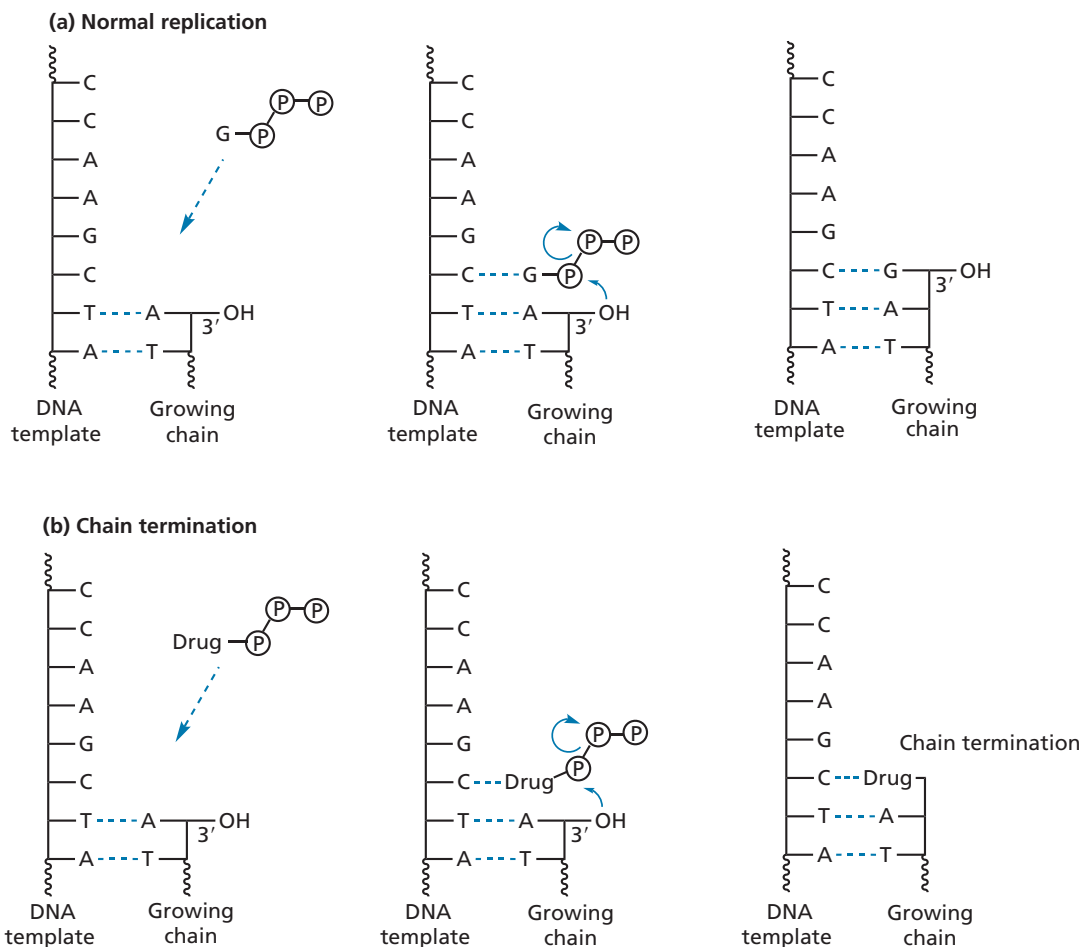 (a) Normal replication
C
C
A
A
G
C
T A OH
3′
A T
G P P P
DNA
template
Growing
chain
C
C
A
A
G
C G P P P
T A OH
3′
A T
DNA
template
Growing
chain
C
C
A
A
G
C G OH
3′
T A
A T
DNA
template
Growing
chain
(b) Chain termination
C
C
A
A
G
C
T A OH
3′
A T
Drug P P P
DNA
template
Growing
chain
C
C
A
A
G
C Drug P P P
T A OH
3′
A T
DNA
template
Growing
chain
C
C
A
A
G
Chain termination
C Drug
T A
A T
DNA
template
Growing
chain